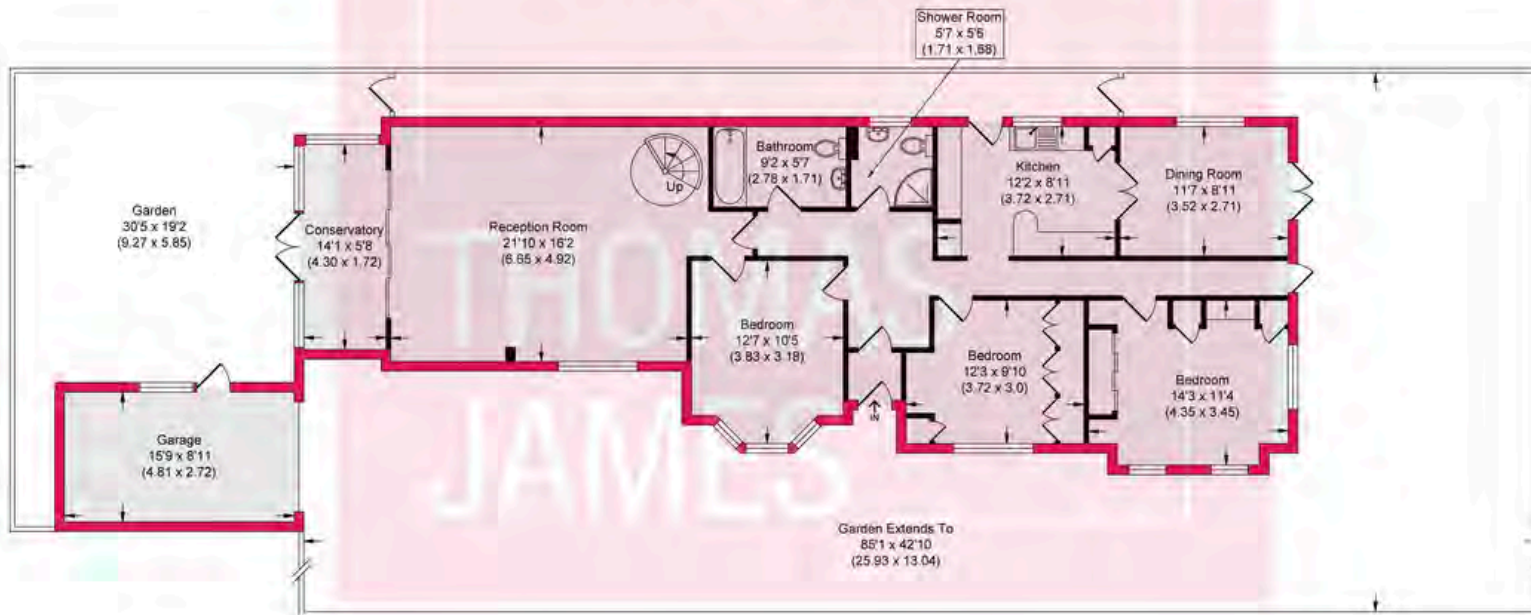 Shower Room
5'7 x 5'6
(1.71 x 1.68)
Bathroom
9'2 x 5'7
(2.78 x 1.71)
Kitchen
12'2 x 8'11
(3.72 x 2.71)
Dining Room
11'7 x 8'11
(3.52 x 2.71)
Up
Garden
30'5 x 19'2
(9.27 x 5.85)
Conservatory
14'1 x 5'8
(4.30 x 1.72)
Reception Room
21'10 x 16'2
(6.65 x 4.92)
THOMAS
JAMES
Bedroom
12'7 x 10'5
(3.83 x 3.18)
Bedroom
12'3 x 9'10
(3.72 x 3.0)
Bedroom
14'3 x 11'4
(4.35 x 3.45)
IN
Garage
15'9 x 8'11
(4.81 x 2.72)
Garden Extends To
85'1 x 42'10
(25.93 x 13.04)